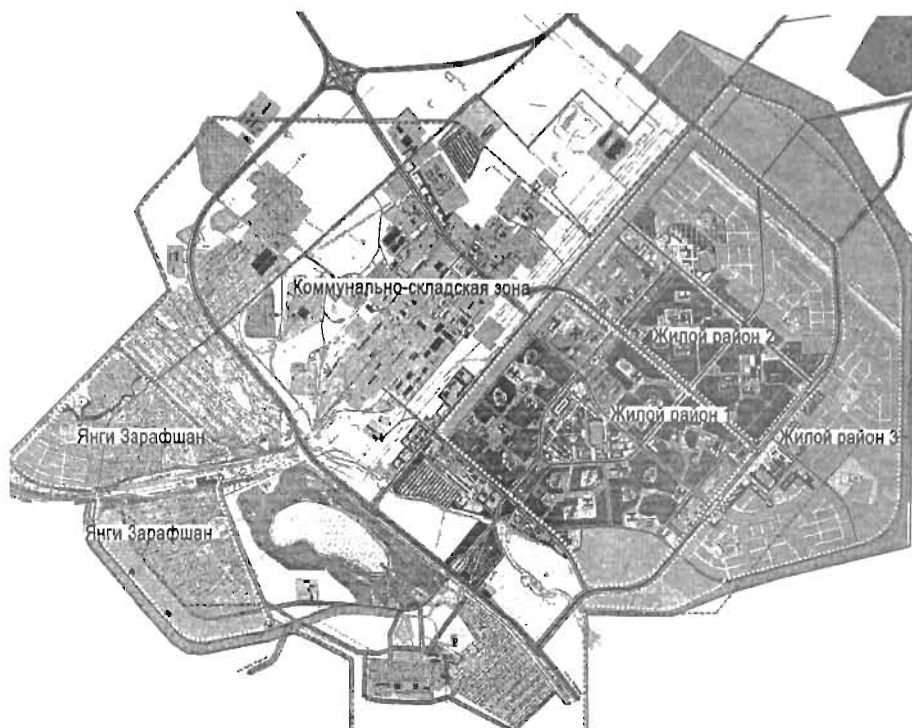 Коммунально-складская зона
Жилой район 2
Жилой район 1
Янги Зарафшан
Жилой район 3
Янги Зарафшан